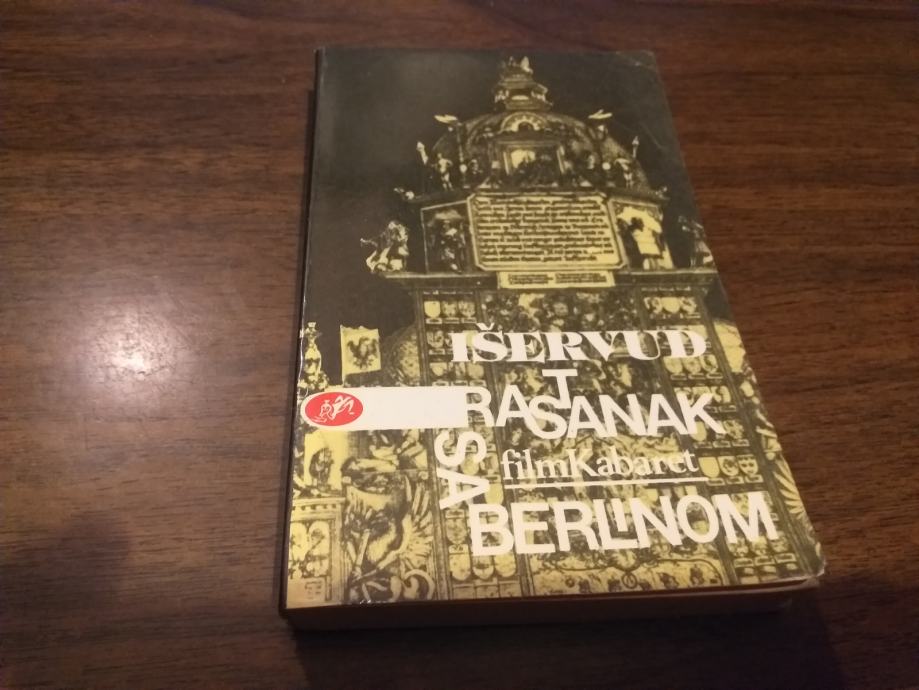 IŠERVUD
RASTANAK
SA
filmKabaret
BERLINOM